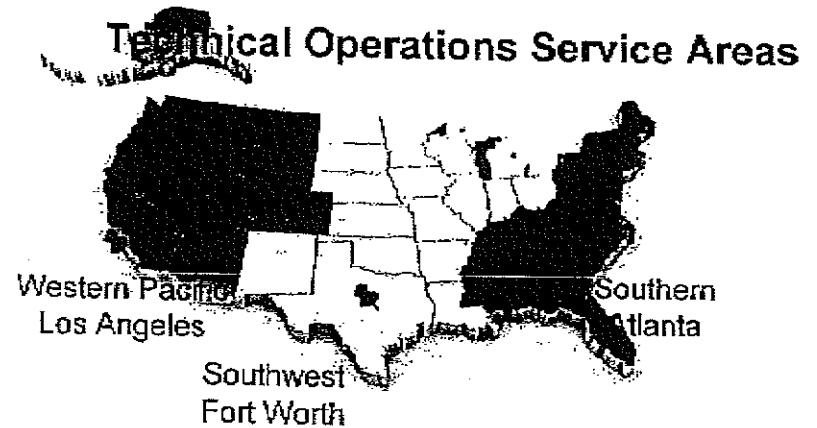 Technical Operations Service Areas
Western Pacific
Los Angeles
Southern
Atlanta
Southwest
Fort Worth